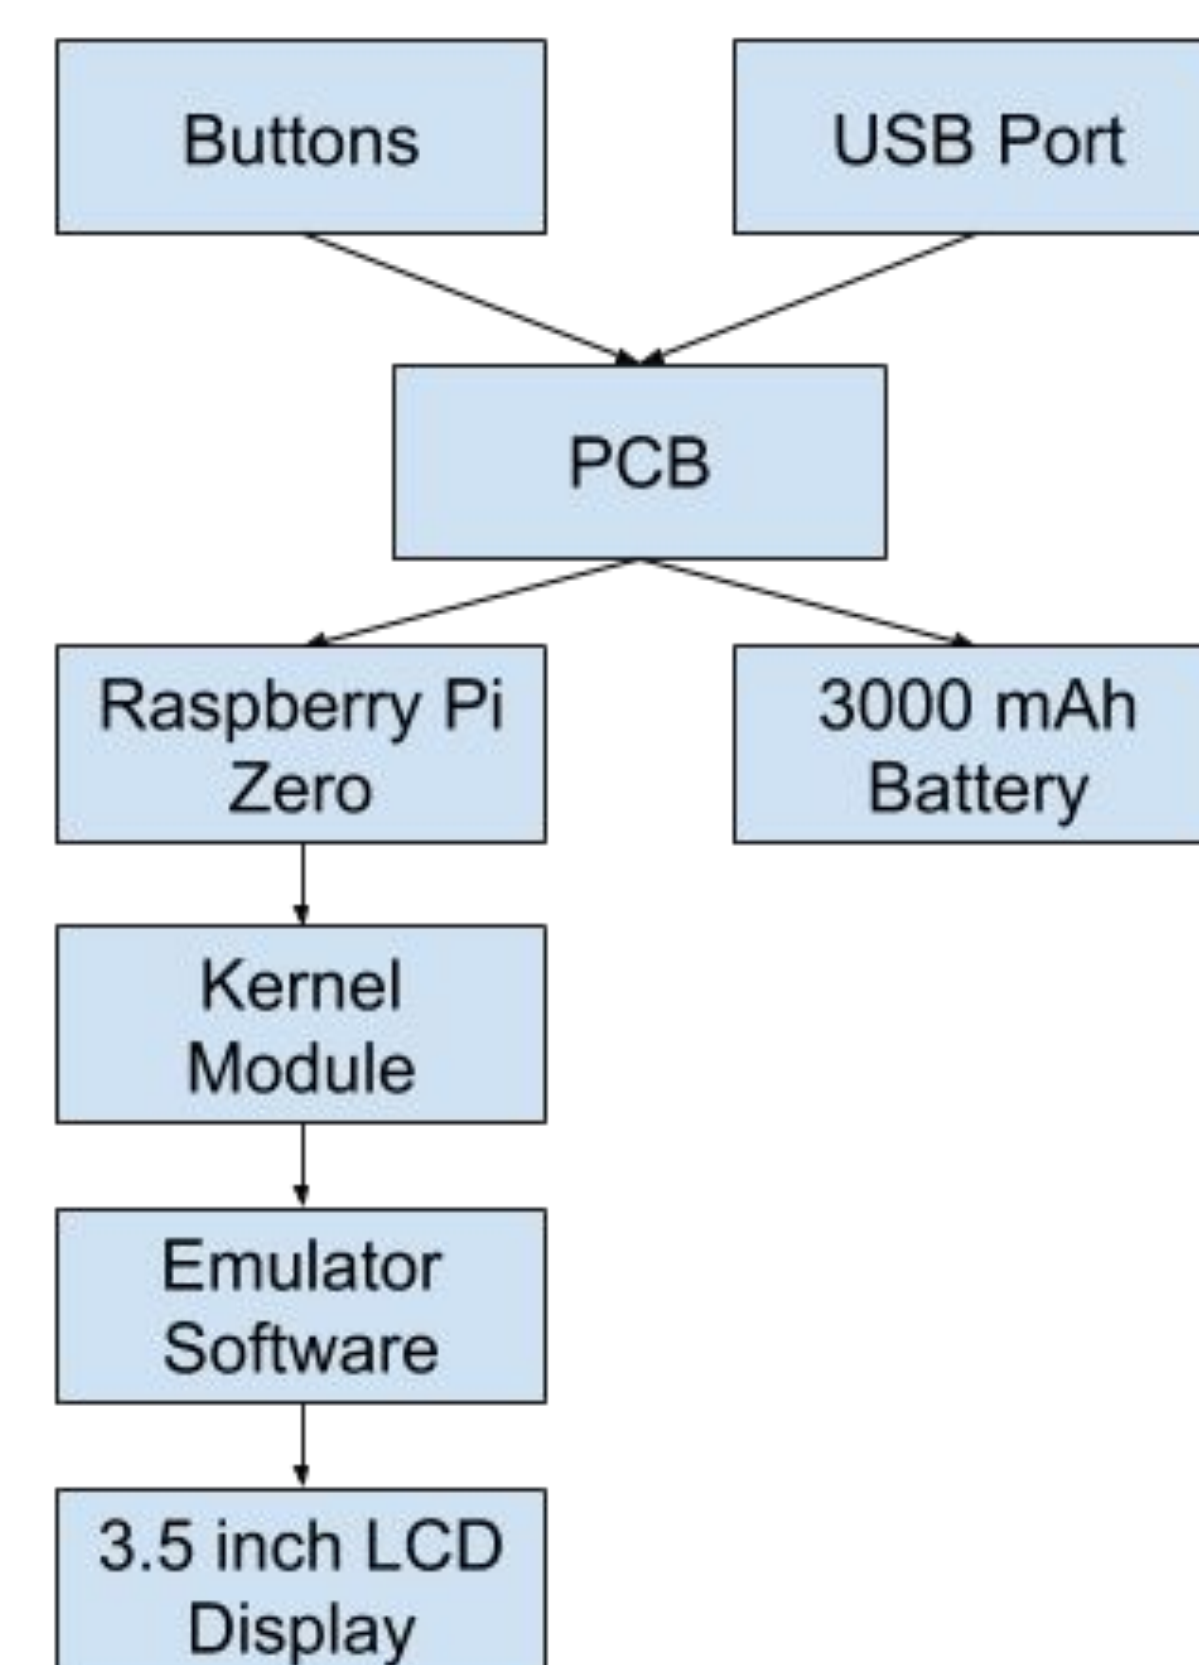 Buttons
USB Port
PCB
Raspberry Pi
Zero
3000 mAh
Battery
Kernel
Module
Emulator
Software
3.5 inch LCD
Display